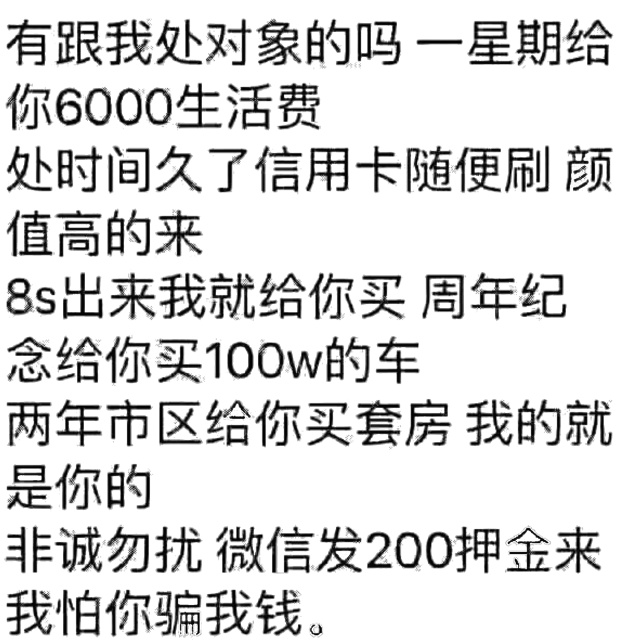 有跟我处对象的吗 一星期给
你6000生活费
处时间久了信用卡随便刷 颜
值高的来
8s出来我就给你买 周年纪
念给你买100w的车
两年市区给你买套房 我的就
是你的
非诚勿扰 微信发200押金来
我怕你骗我钱。